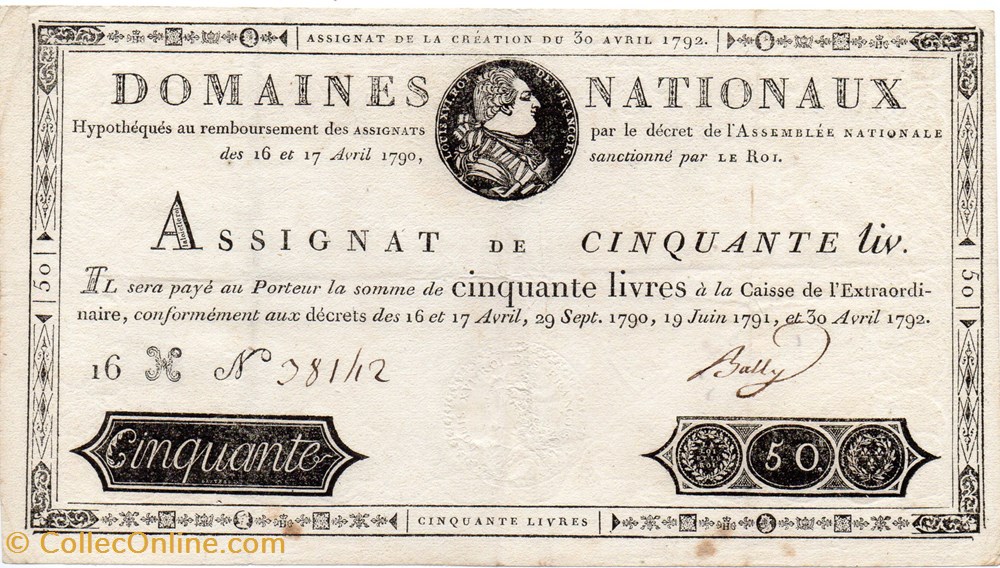 ASSIGNAT DE LA CRÉATION DU 30 AVRIL 1792.
DOMAINES NATIONAUX
LOUIS XVI ROI DES FRANÇOIS.
Hypothéqués au remboursement des ASSIGNATS par le décret de l'ASSEMBLÉE NATIONALE
des 16 et 17 Avril 1790, sanctionné par LE ROI.
ASSIGNAT DE CINQUANTE liv.
IL sera payé au Porteur la somme de cinquante livres à la Caisse de l'Extraordi-
naire, conformément aux décrets des 16 et 17 Avril, 29 Sept. 1790, 19 Juin 1791, et 30 Avril 1792.
50
50
16 H N 38142
Bally
Cinquante
50
CINQUANTE LIVRES
© CollecOnline.com